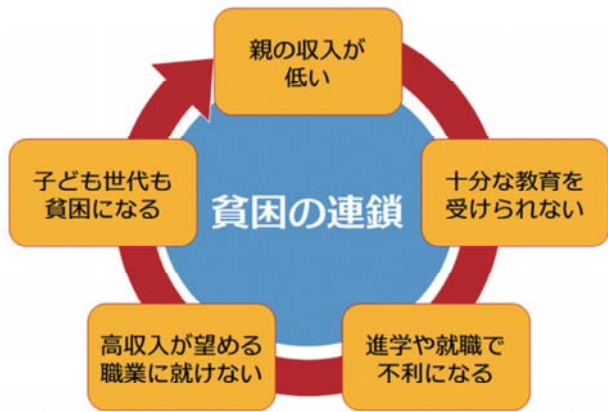 親の収入が
低い
十分な教育を
受けられない
進学や就職で
不利になる
高収入が望める
職業に就けない
子ども世代も
貧困になる
貧困の連鎖